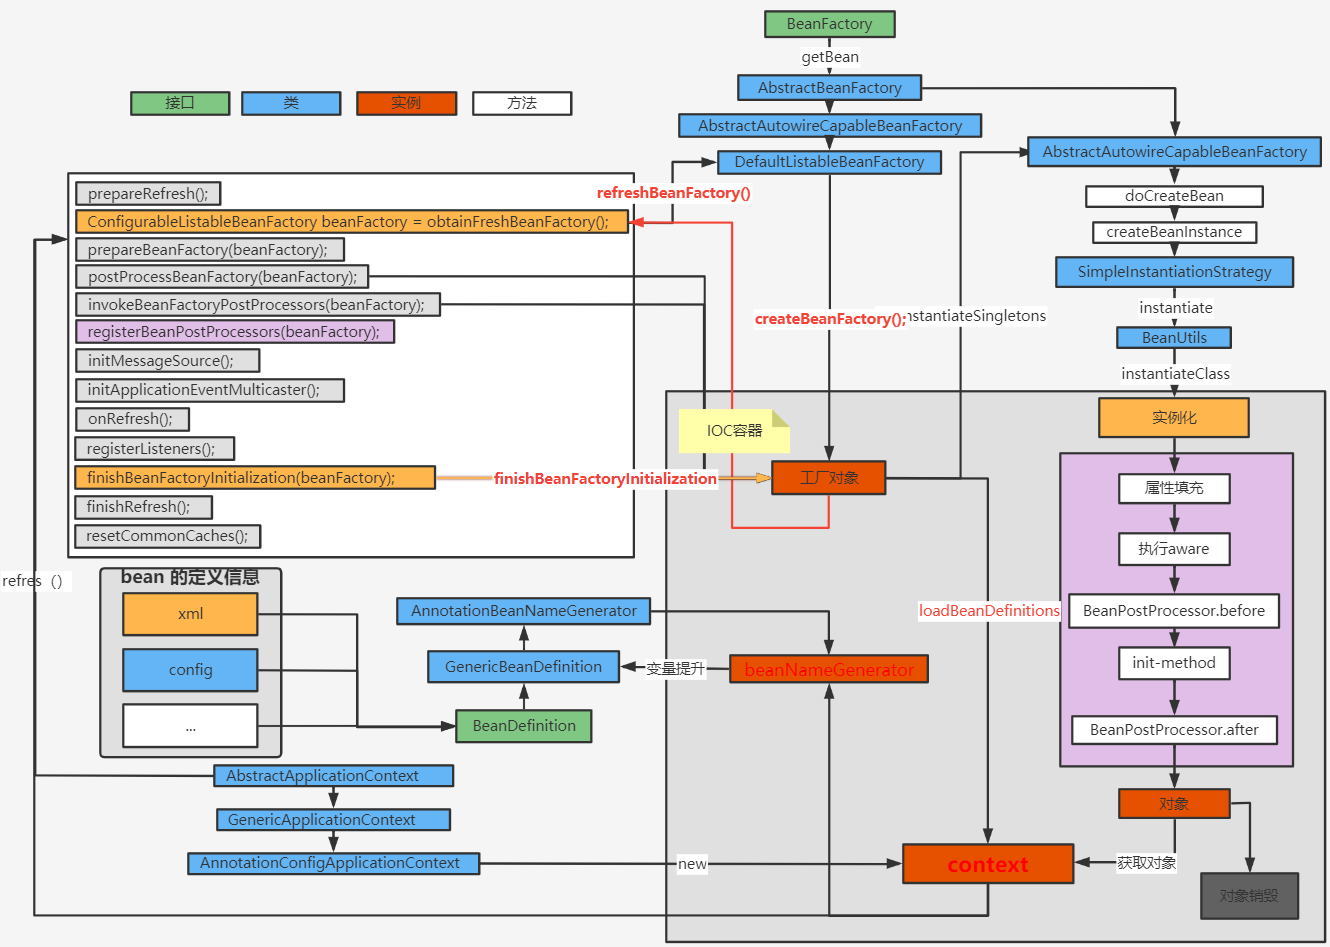 BeanFactory
getBean
AbstractBeanFactory
接口
类
实例
方法
AbstractAutowireCapableBeanFactory
DefaultListableBeanFactory
AbstractAutowireCapableBeanFactory
doCreateBean
createBeanInstance
SimpleInstantiationStrategy
instantiate
BeanUtils
instantiateClass
refreshBeanFactory()
createBeanFactory();
nstantiateSingletons
prepareRefresh();
ConfigurableListableBeanFactory beanFactory = obtainFreshBeanFactory();
prepareBeanFactory(beanFactory);
postProcessBeanFactory(beanFactory);
invokeBeanFactoryPostProcessors(beanFactory);
registerBeanPostProcessors(beanFactory);
initMessageSource();
initApplicationEventMulticaster();
onRefresh();
registerListeners();
finishBeanFactoryInitialization(beanFactory);
finishRefresh();
resetCommonCaches();
finishBeanFactoryInitialization
IOC容器
工厂对象
实例化
属性填充
执行aware
BeanPostProcessor.before
init-method
BeanPostProcessor.after
对象
获取对象
对象销毁
refres（）
bean 的定义信息
xml
config
...
AnnotationBeanNameGenerator
GenericBeanDefinition
BeanDefinition
变量提升
beanNameGenerator
loadBeanDefinitions
AbstractApplicationContext
GenericApplicationContext
AnnotationConfigApplicationContext
new
context